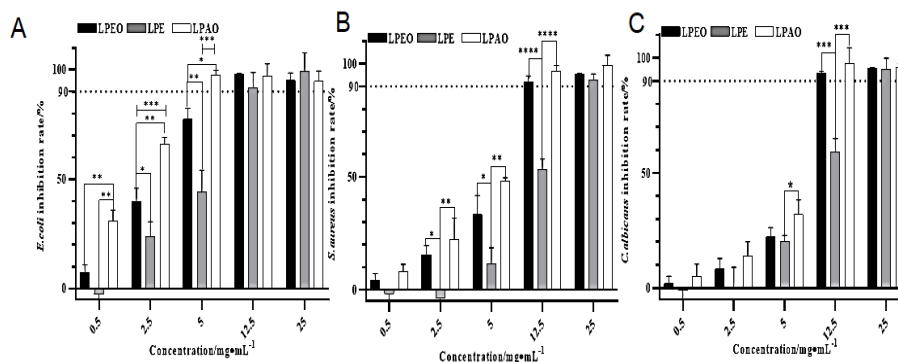 A
LPEO LPE LPAO
E.coli inhibition rate/%
100
90
50
0
** ** * ** *** ** * * ***
0.5 2.5 5 12.5 25
Concentration/mg•mL-1
B
LPEO LPE LPAO
S. aureus inhibition rate/%
100
90
50
0
* ** * ** **** ****
0.5 2.5 5 12.5 25
Concentration/mg•mL-1
C
LPEO LPE LPAO
C.albicans inhibition rate/%
100
90
50
0
* *** ***
0.5 2.5 5 12.5 25
Concentration/mg•mL-1